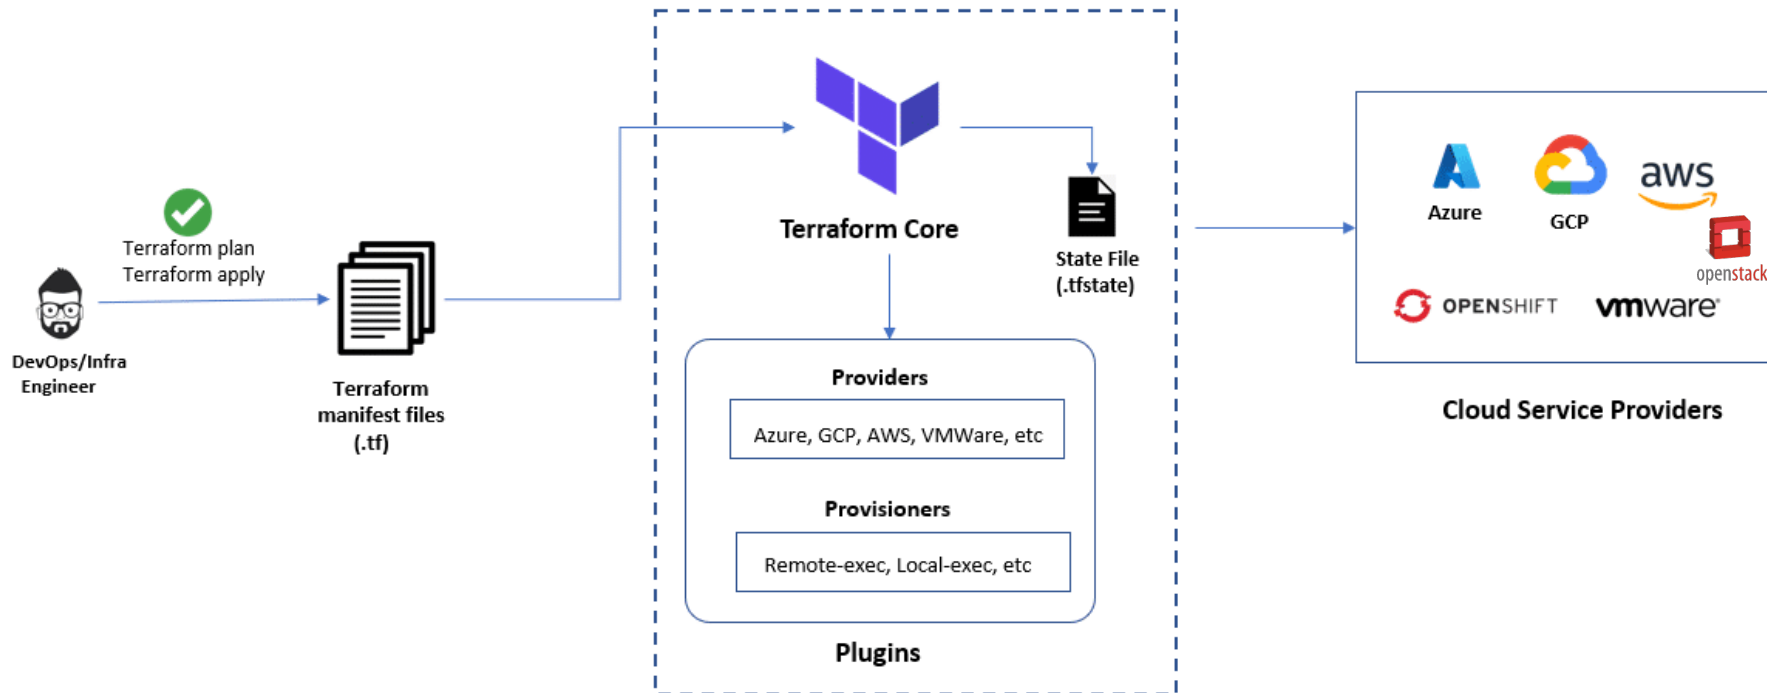 Terraform plan
Terraform apply
DevOps/Infra
Engineer
Terraform
manifest files
(.tf)
Terraform Core
State File
(.tfstate)
Providers
Azure, GCP, AWS, VMWare, etc
Provisioners
Remote-exec, Local-exec, etc
Plugins
Azure
GCP
aws
openstack
OPENSHIFT
vmware®
Cloud Service Providers